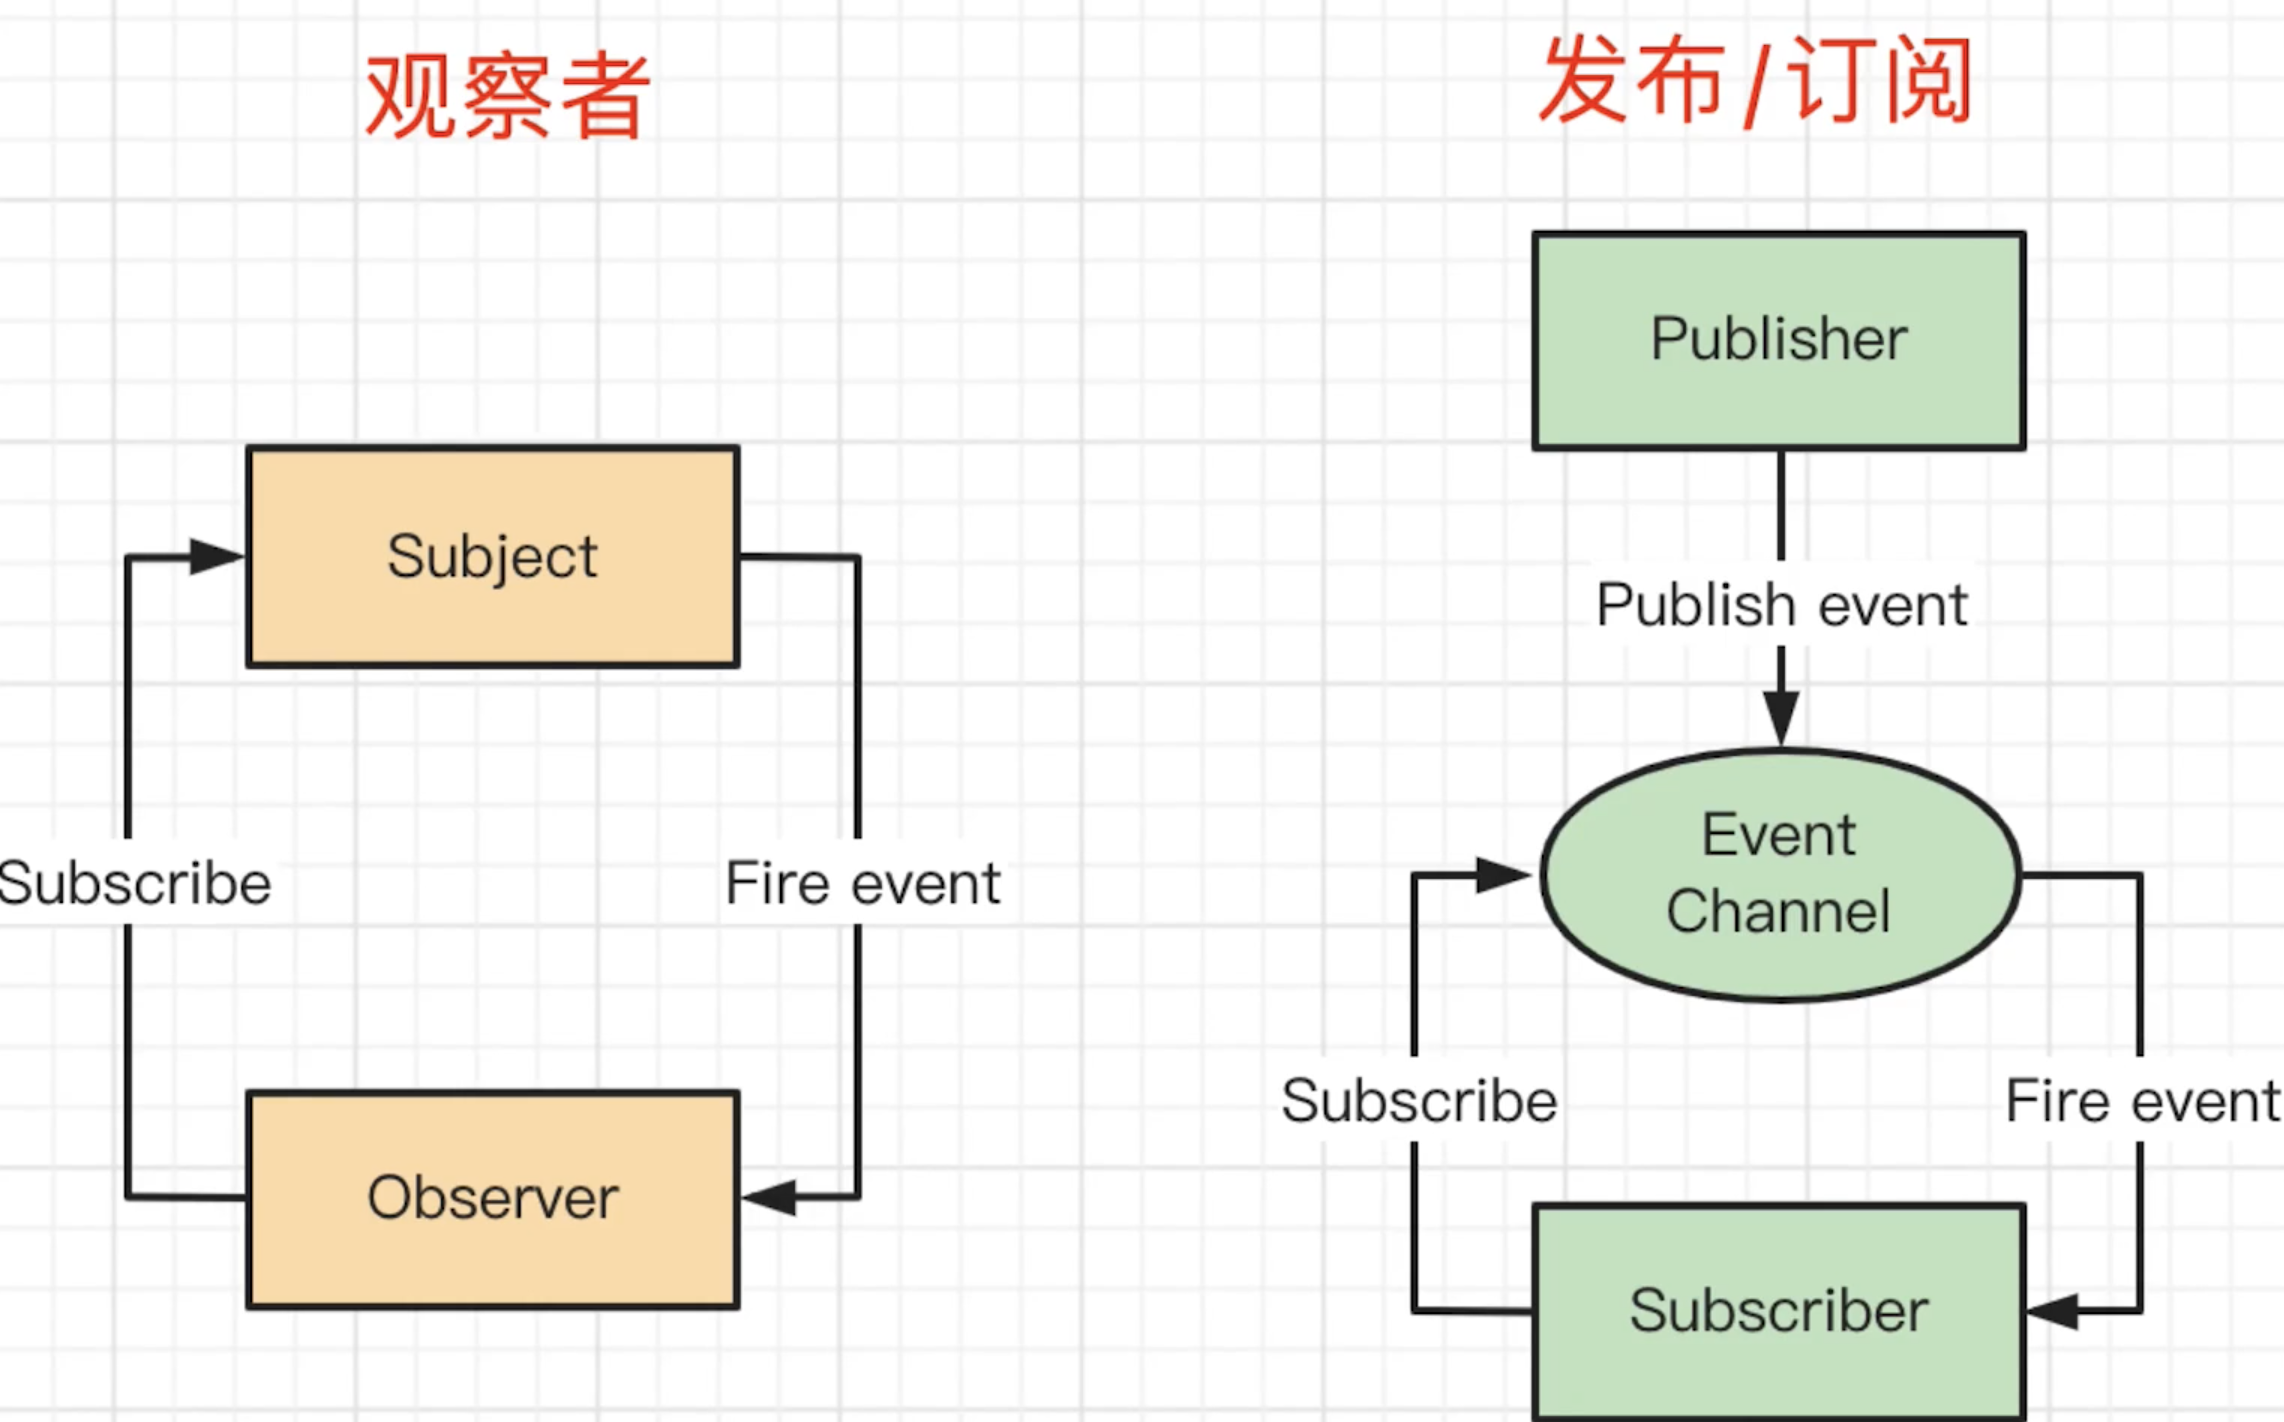 观察者
Subject
Subscribe
Fire event
Observer
发布/订阅
Publisher
Publish event
Event
Channel
Subscribe
Fire event
Subscriber